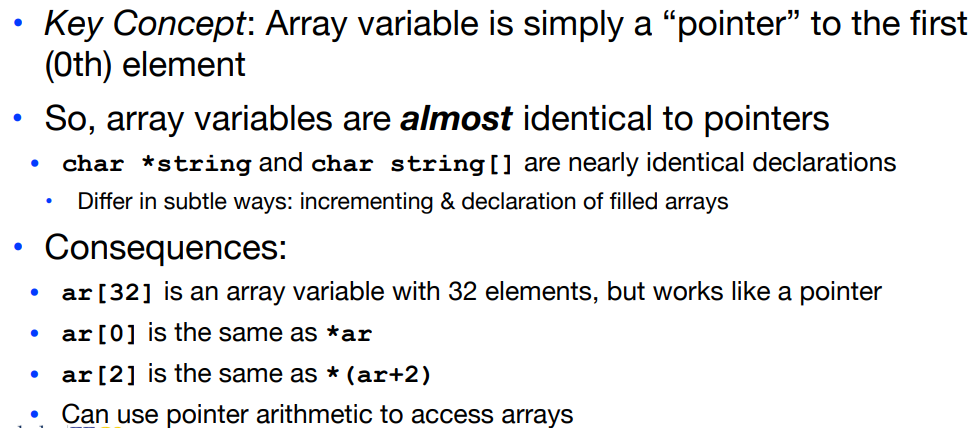 • Key Concept: Array variable is simply a “pointer” to the first
(0th) element
• So, array variables are almost identical to pointers
• char *string and char string[] are nearly identical declarations
• Differ in subtle ways: incrementing & declaration of filled arrays
• Consequences:
• ar[32] is an array variable with 32 elements, but works like a pointer
• ar[0] is the same as *ar
• ar[2] is the same as *(ar+2)
• Can use pointer arithmetic to access arrays